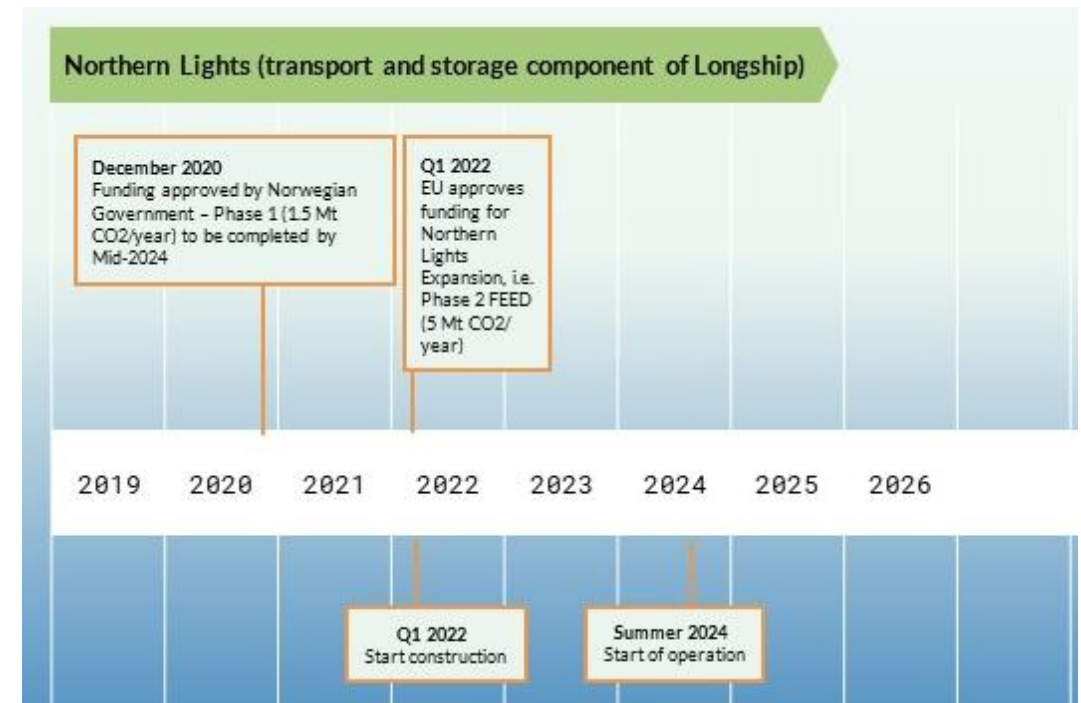 Northern Lights (transport and storage component of Longship)
December 2020
Funding approved by Norwegian
Government – Phase 1 (1.5 Mt
CO2/year) to be completed by
Mid-2024
Q1 2022
EU approves
funding for
Northern
Lights
Expansion, i.e.
Phase 2 FEED
(5 Mt CO2/
year)
2019 2020 2021 2022 2023 2024 2025 2026
Q1 2022
Start construction
Summer 2024
Start of operation